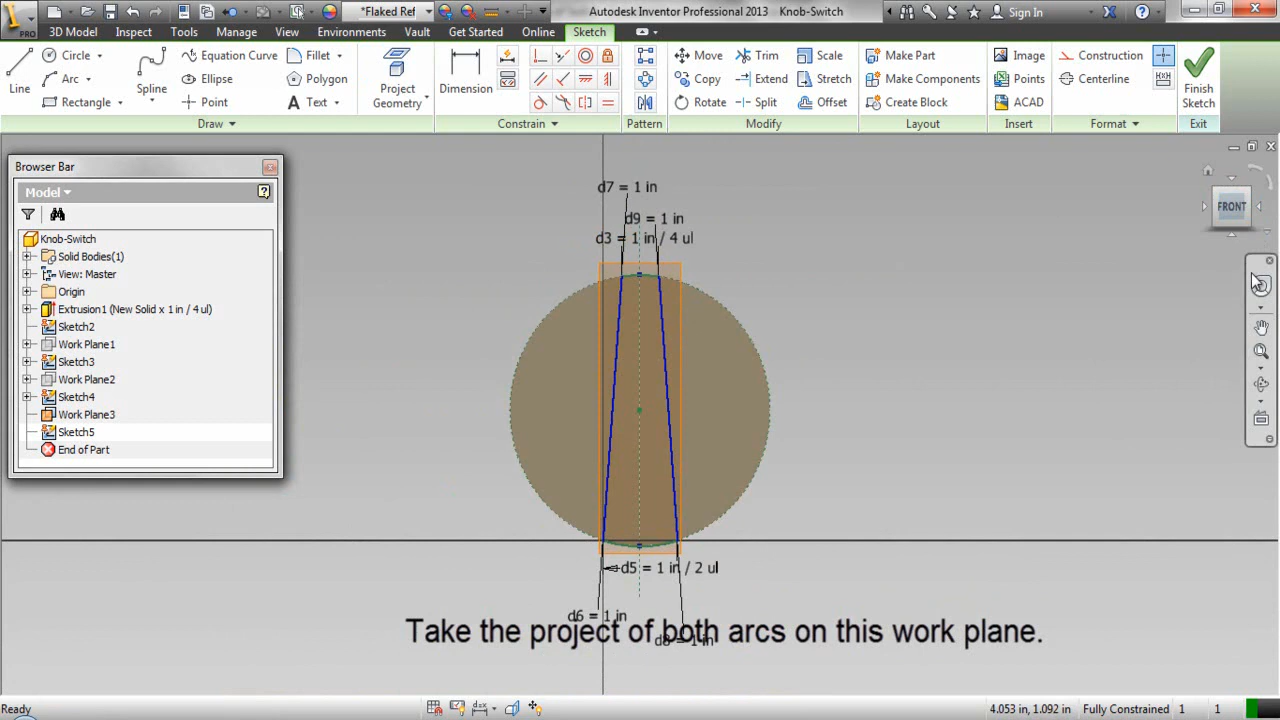 PRO
*Flaked Ref
Autodesk Inventor Professional 2013 Knob-Switch
Sign In
3D Model Inspect Tools Manage View Environments Vault Get Started Online Sketch
Line
Circle
Arc
Rectangle
Spline
Equation Curve
Ellipse
Point
Fillet
Polygon
Text
Project
Geometry
Dimension
Move
Copy
Rotate
Trim
Extend
Split
Scale
Stretch
Offset
Make Part
Make Components
Create Block
Image
Points
ACAD
Construction
Centerline
Finish
Sketch
Draw Constrain Pattern Modify Layout Insert Format Exit
Browser Bar
Model
Knob-Switch
Solid Bodies(1)
View: Master
Origin
Extrusion1 (New Solid x 1 in / 4 ul)
Sketch2
Work Plane1
Sketch3
Work Plane2
Sketch4
Work Plane3
Sketch5
End of Part
d7 = 1 in
d9 = 1 in
d3 = 1 in / 4 ul
FRONT
d5 = 1 in / 2 ul
d6 = 1 in
d8 = 1 in
Take the project of both arcs on this work plane.
Ready
4.053 in, 1.092 in Fully Constrained 1 1